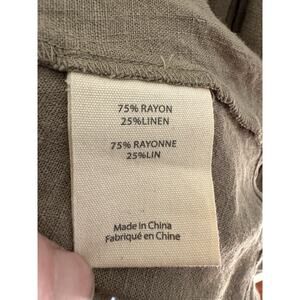 75% RAYON
25%LINEN
75% RAYONNE
25%LIN
Made in China
Fabriqué en Chine